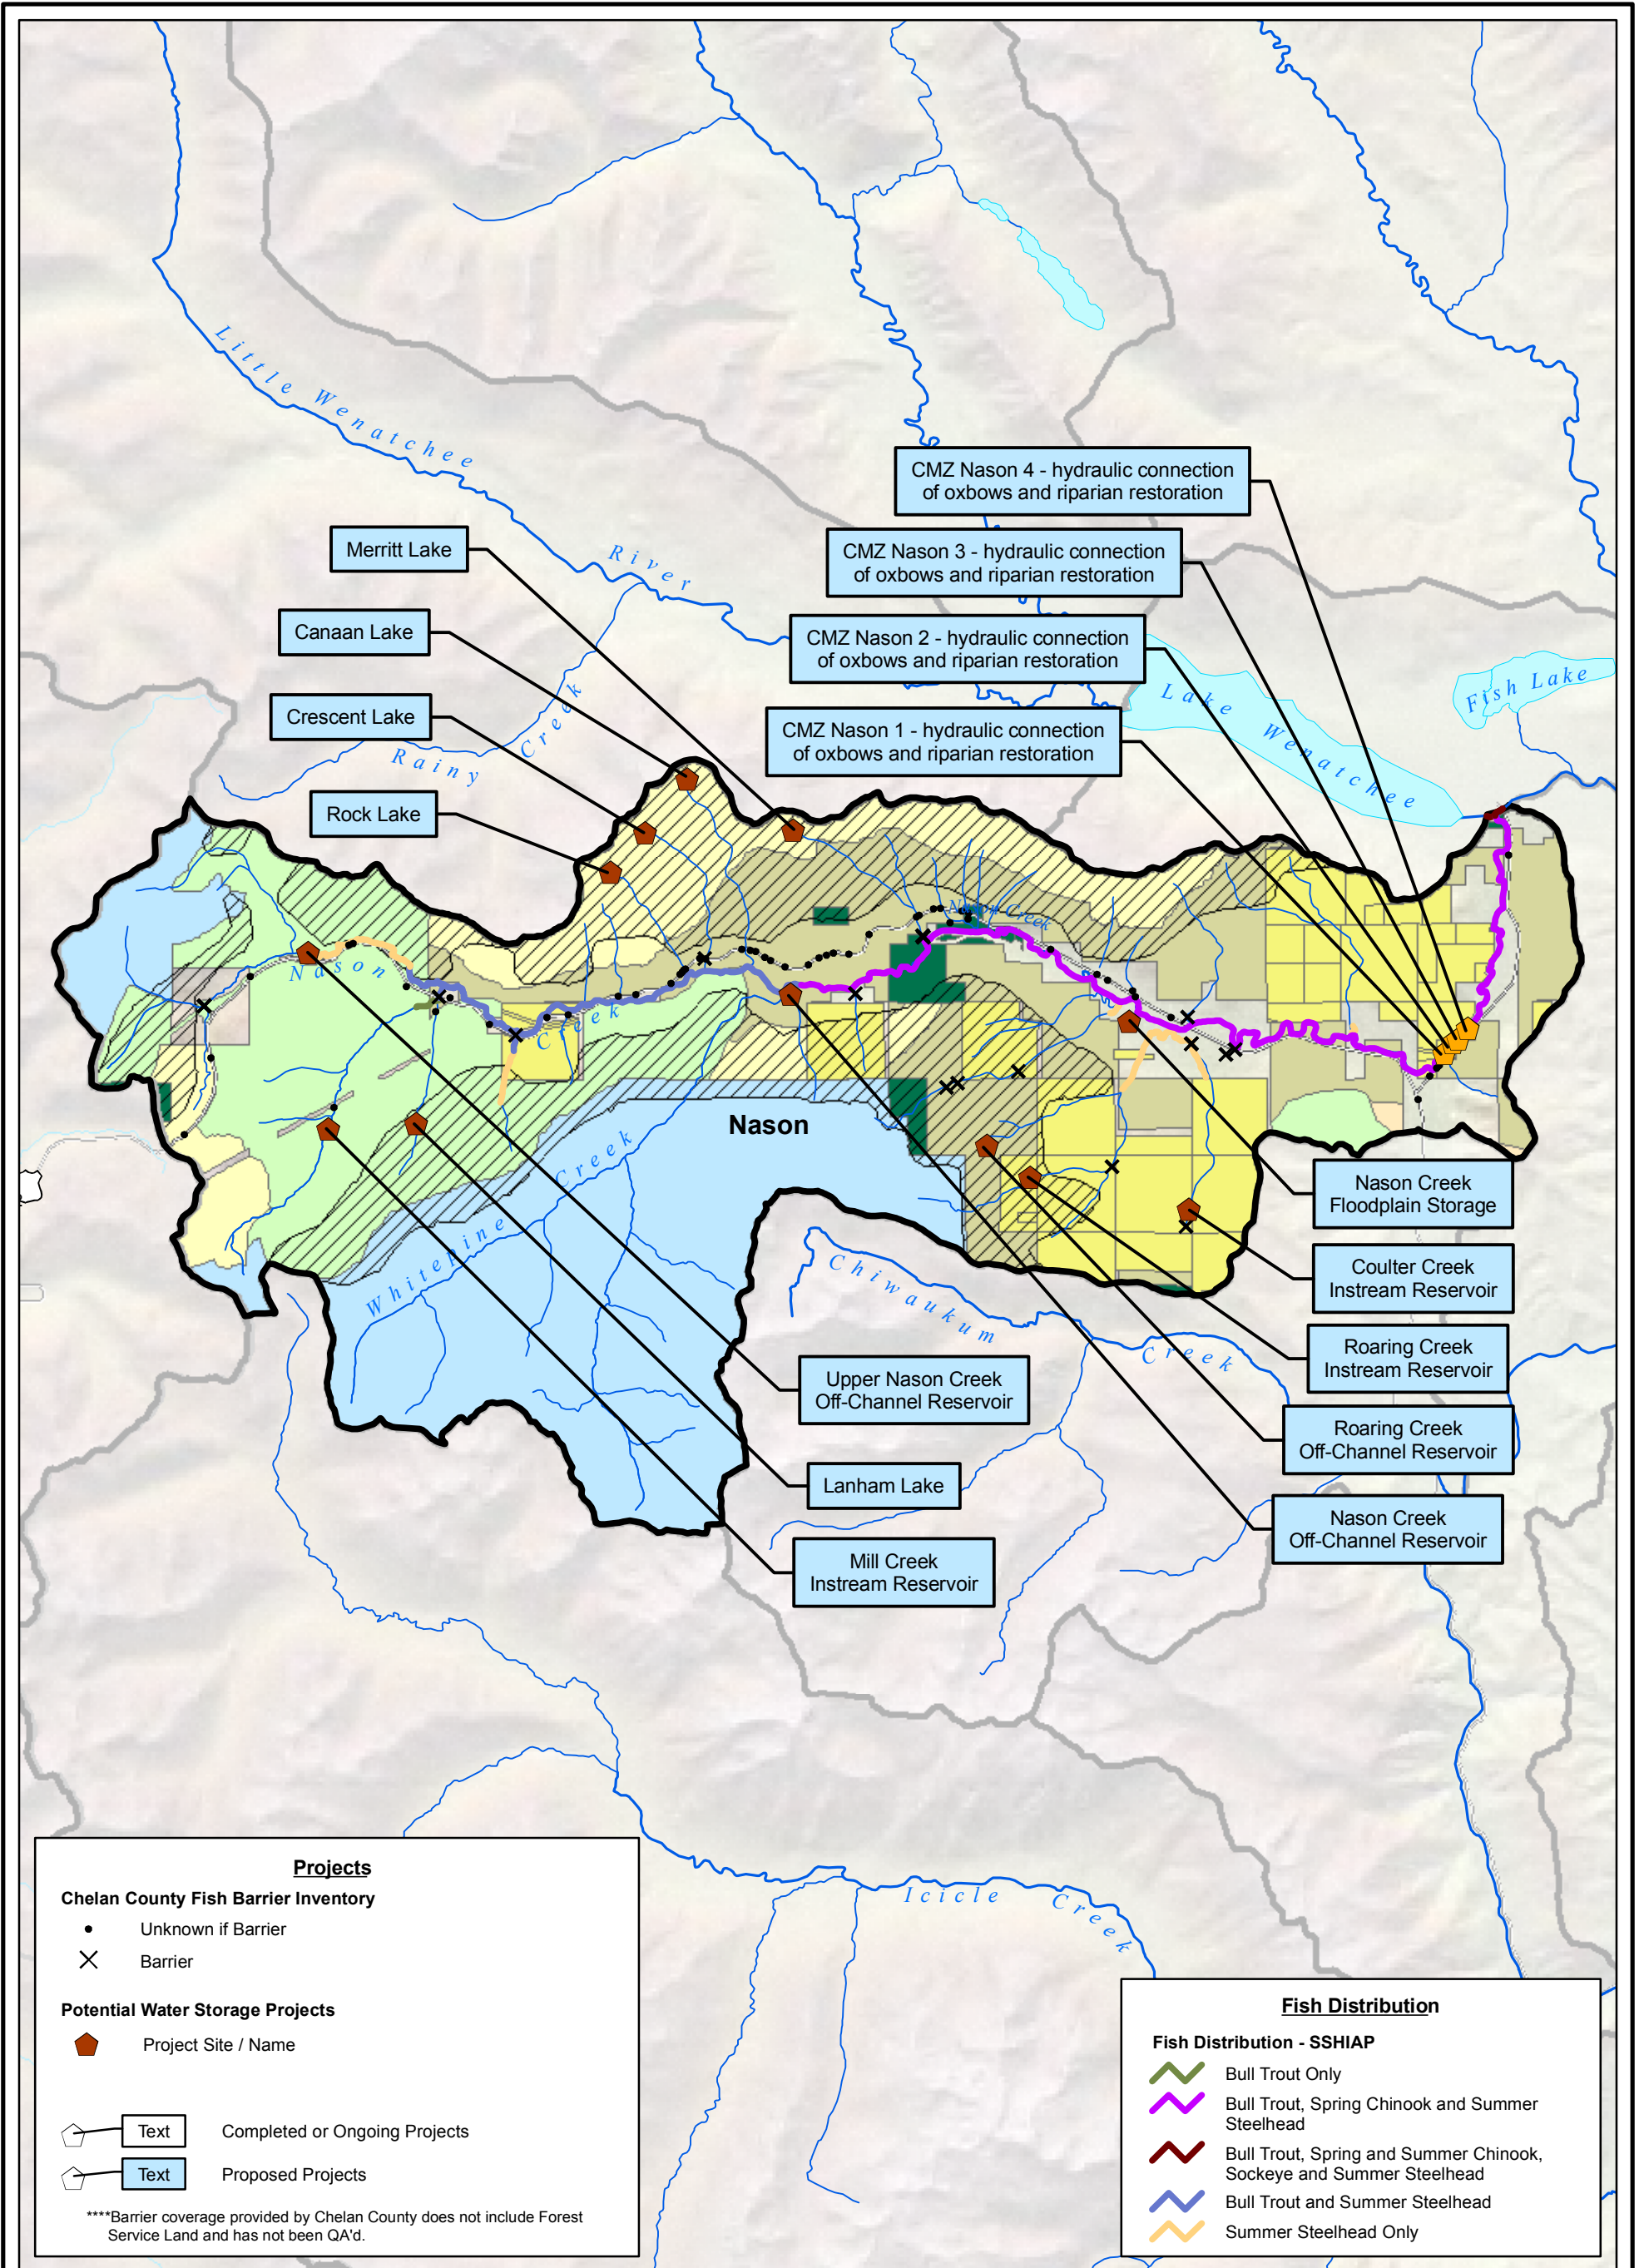 Little Wenatchee
River
CMZ Nason 4 - hydraulic connection
of oxbows and riparian restoration
Merritt Lake
CMZ Nason 3 - hydraulic connection
of oxbows and riparian restoration
Canaan Lake
CMZ Nason 2 - hydraulic connection
of oxbows and riparian restoration
Lake
Wenatchee
Fish Lake
Crescent Lake
CMZ Nason 1 - hydraulic connection
of oxbows and riparian restoration
Rainy
Creek
Rock Lake
Nason Creek
Nason
Creek
Nason
Whitepine
Creek
Nason Creek
Floodplain Storage
Coulter Creek
Instream Reservoir
Chiwaukum
Creek
Roaring Creek
Instream Reservoir
Upper Nason Creek
Off-Channel Reservoir
Roaring Creek
Off-Channel Reservoir
Lanham Lake
Nason Creek
Off-Channel Reservoir
Mill Creek
Instream Reservoir
Icicle Creek
Projects
Chelan County Fish Barrier Inventory
Unknown if Barrier
Barrier
Potential Water Storage Projects
Project Site / Name
Text
Completed or Ongoing Projects
Text
Proposed Projects
****Barrier coverage provided by Chelan County does not include Forest
Service Land and has not been QA'd.
Fish Distribution
Fish Distribution - SSHIAP
Bull Trout Only
Bull Trout, Spring Chinook and Summer
Steelhead
Bull Trout, Spring and Summer Chinook,
Sockeye and Summer Steelhead
Bull Trout and Summer Steelhead
Summer Steelhead Only